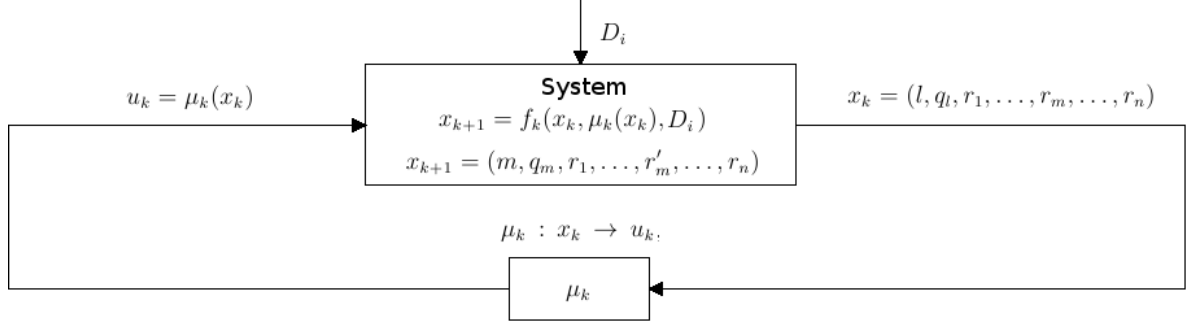 D_i
System
u_k = μ_k(x_k)
x_k = (l, q_l, r_1, . . . , r_m, . . . , r_n)
x_{k+1} = f_k(x_k, μ_k(x_k), D_i)
x_{k+1} = (m, q_m, r_1, . . . , r′_m, . . . , r_n)
μ_k : x_k → u_k.
μ_k